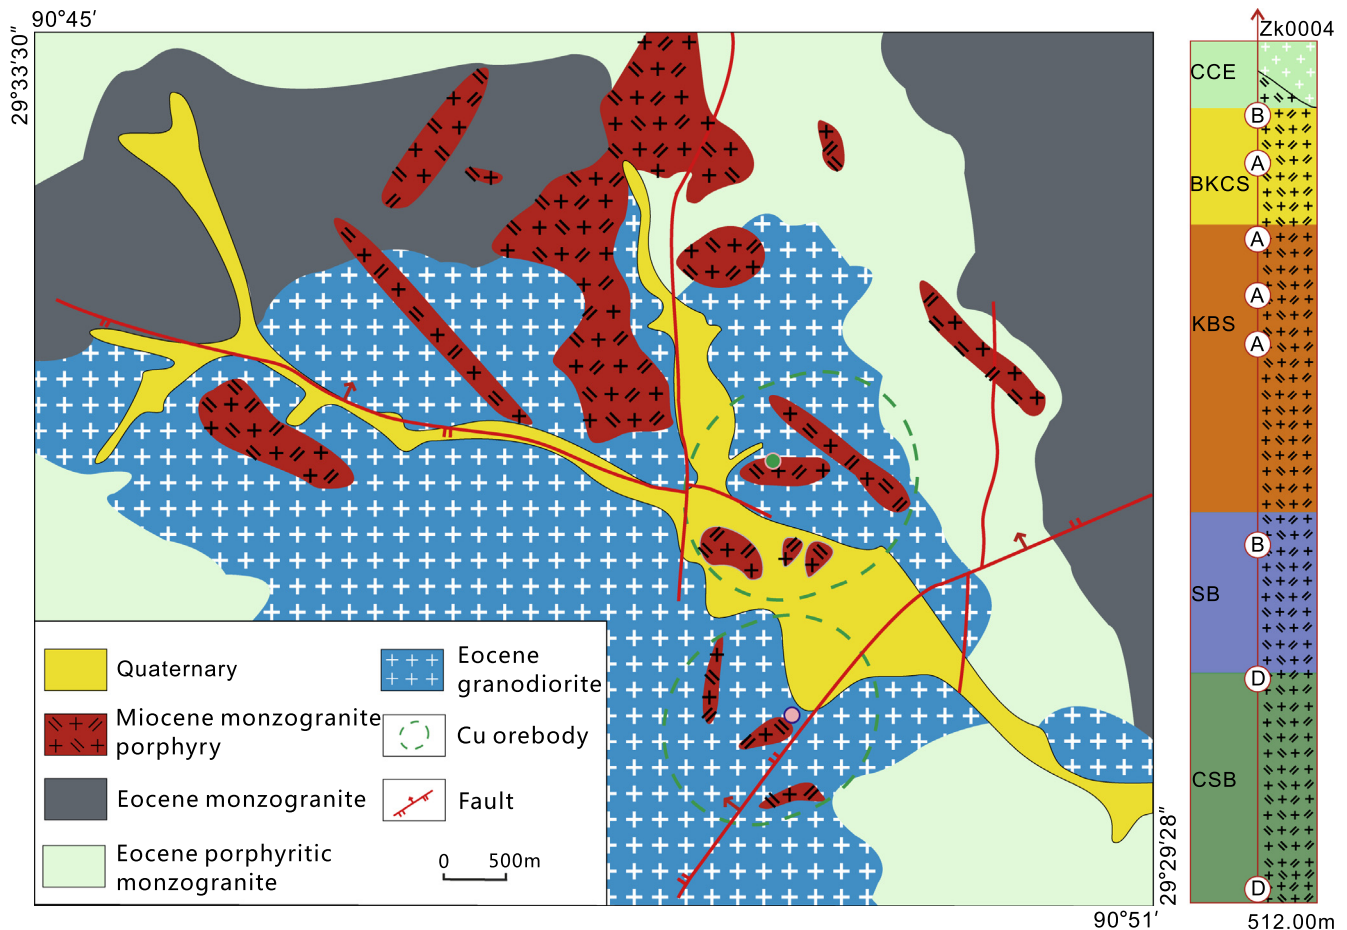 90°45′
29°33′30″
Quaternary
Miocene monzogranite
porphyry
Eocene monzogranite
Eocene porphyritic
monzogranite
Eocene
granodiorite
Cu orebody
Fault
0 500m
29°29′28″
90°51′
Zk0004
CCE
B
A
BKCS
A
A
KBS
A
B
SB
D
CSB
D
512.00m